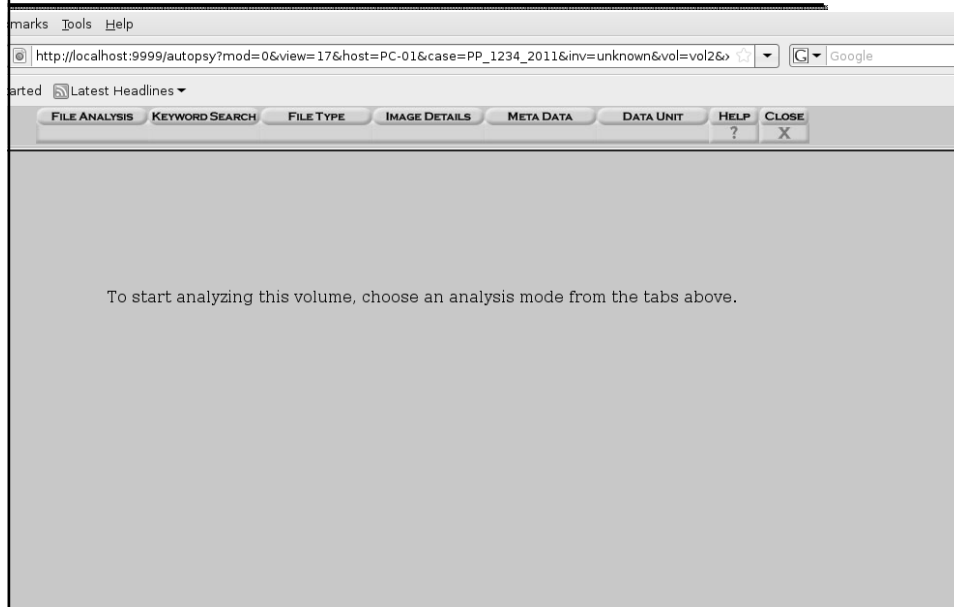 marks Tools Help
http://localhost:9999/autopsy?mod=0&view=17&host=PC-01&case=PP_1234_2011&inv=unknown&vol=vol2& G Google
arted Latest Headlines
FILE ANALYSIS KEYWORD SEARCH FILE TYPE IMAGE DETAILS META DATA DATA UNIT HELP CLOSE
? X
To start analyzing this volume, choose an analysis mode from the tabs above.